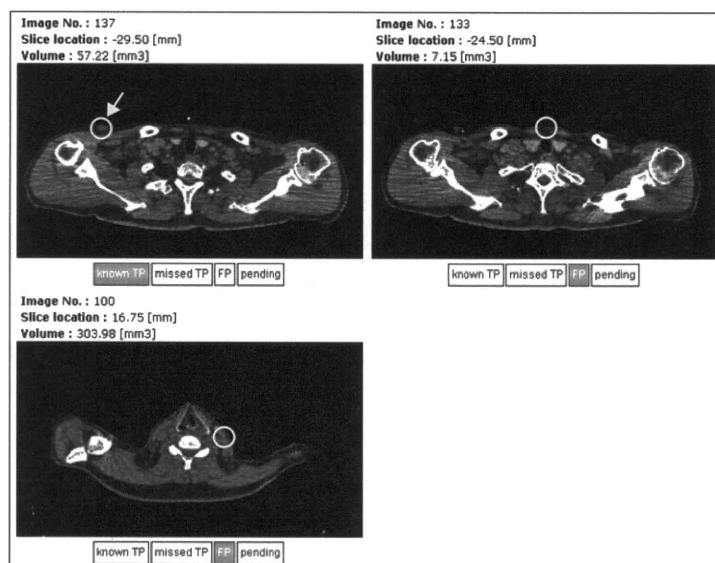 Image No. : 137
Slice location : -29.50 [mm]
Volume : 57.22 [mm3]
known TP missed TP FP pending
Image No. : 133
Slice location : -24.50 [mm]
Volume : 7.15 [mm3]
known TP missed TP FP pending
Image No. : 100
Slice location : 16.75 [mm]
Volume : 303.98 [mm3]
known TP missed TP FP pending